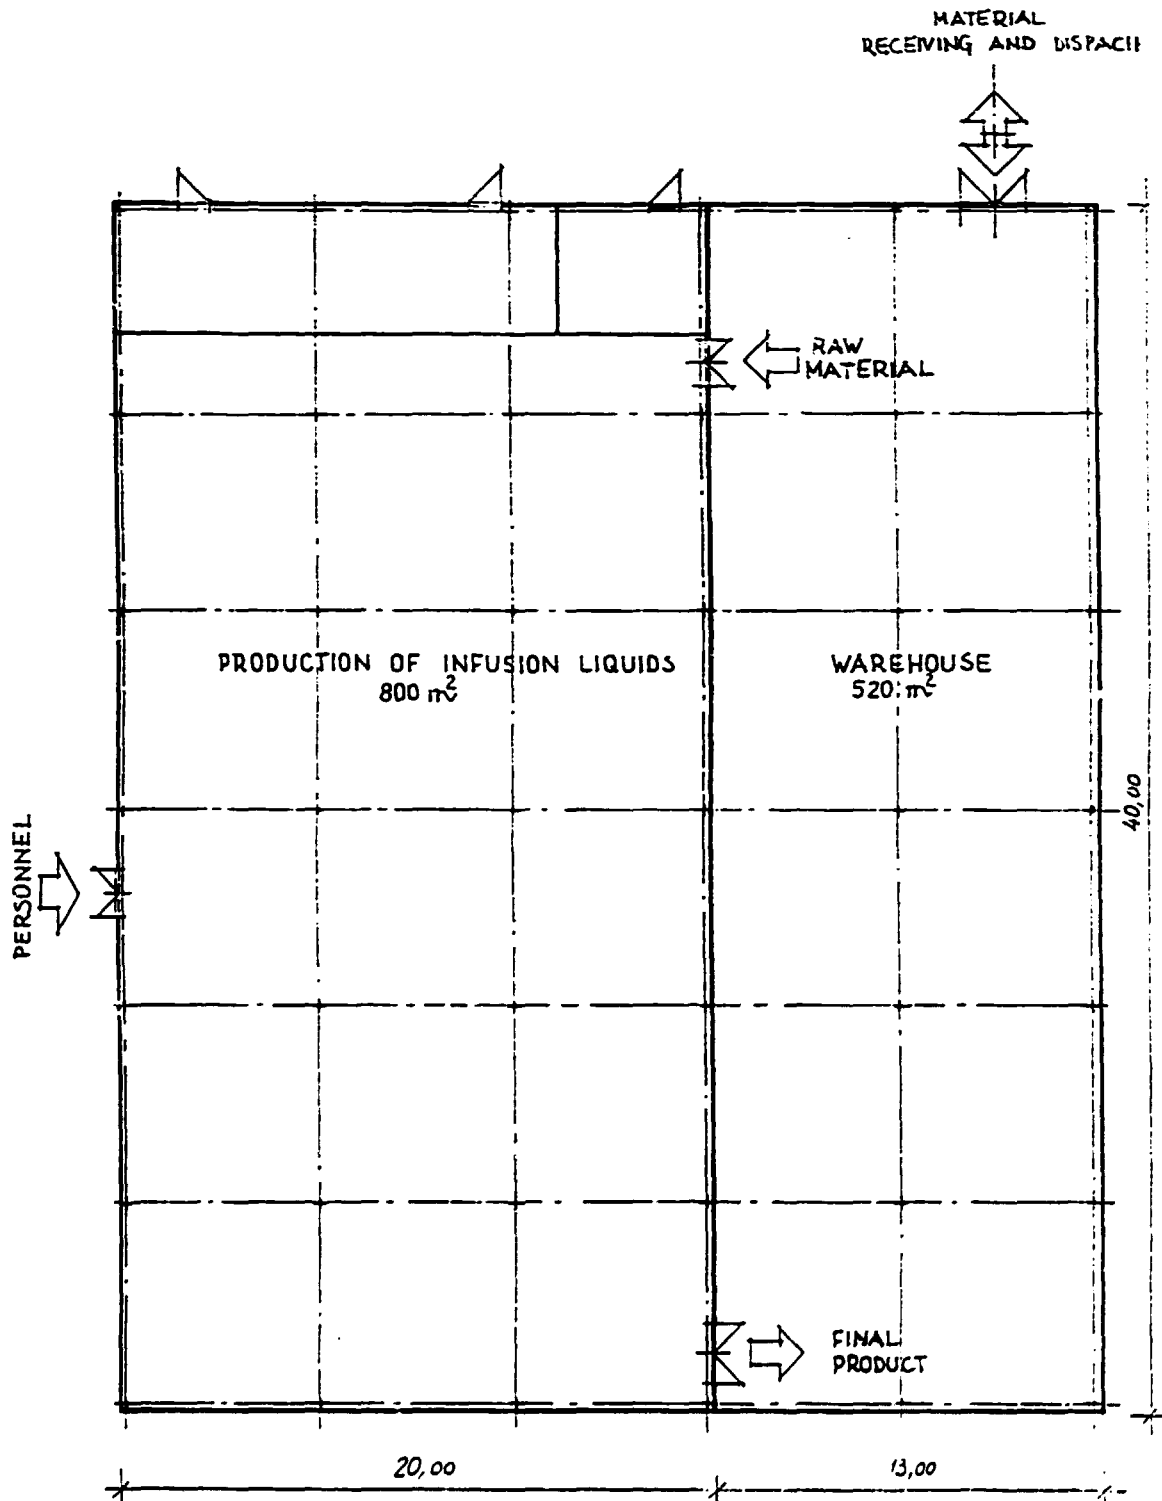 MATERIAL
RECEIVING AND DISPACH
RAW
MATERIAL
PRODUCTION OF INFUSION LIQUIDS
800 m²
WAREHOUSE
520 m²
40,00
PERSONNEL
FINAL
PRODUCT
20,00
13,00